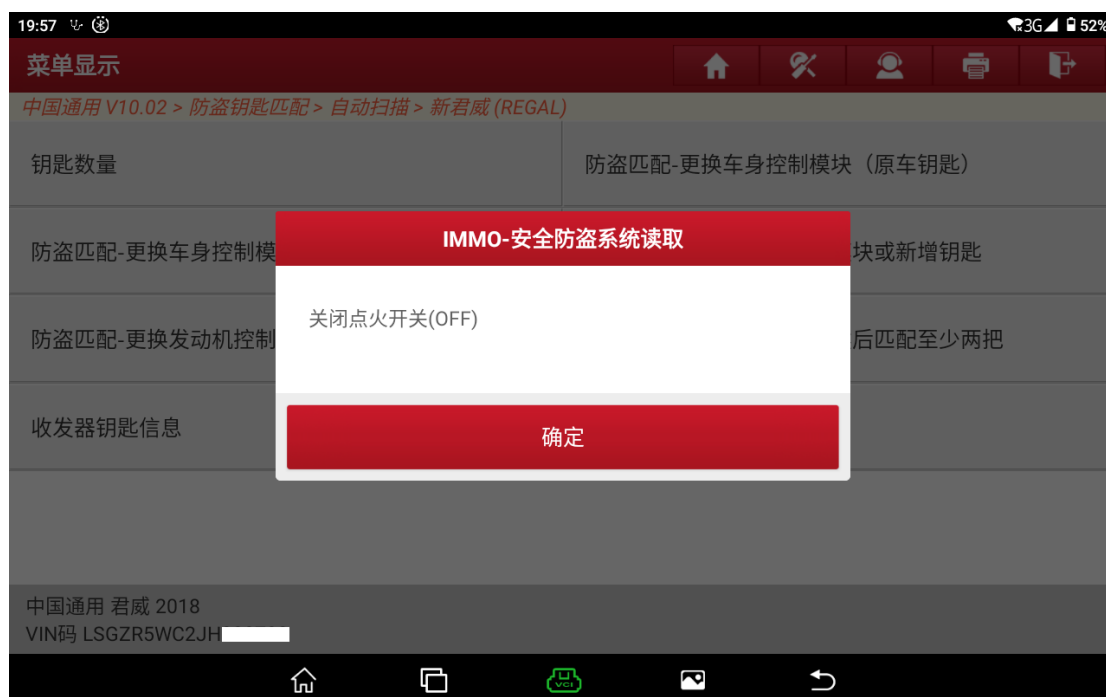 19:57
3G 52%
菜单显示
中国通用 V10.02 > 防盗钥匙匹配 > 自动扫描 > 新君威 (REGAL)
钥匙数量
防盗匹配-更换车身控制模块（原车钥匙）
防盗匹配-更换车身控制模
块或新增钥匙
IMMO-安全防盗系统读取
关闭点火开关(OFF)
防盗匹配-更换发动机控制
后匹配至少两把
收发器钥匙信息
确定
中国通用 君威 2018
VIN码 LSGZR5WC2JH
VCI